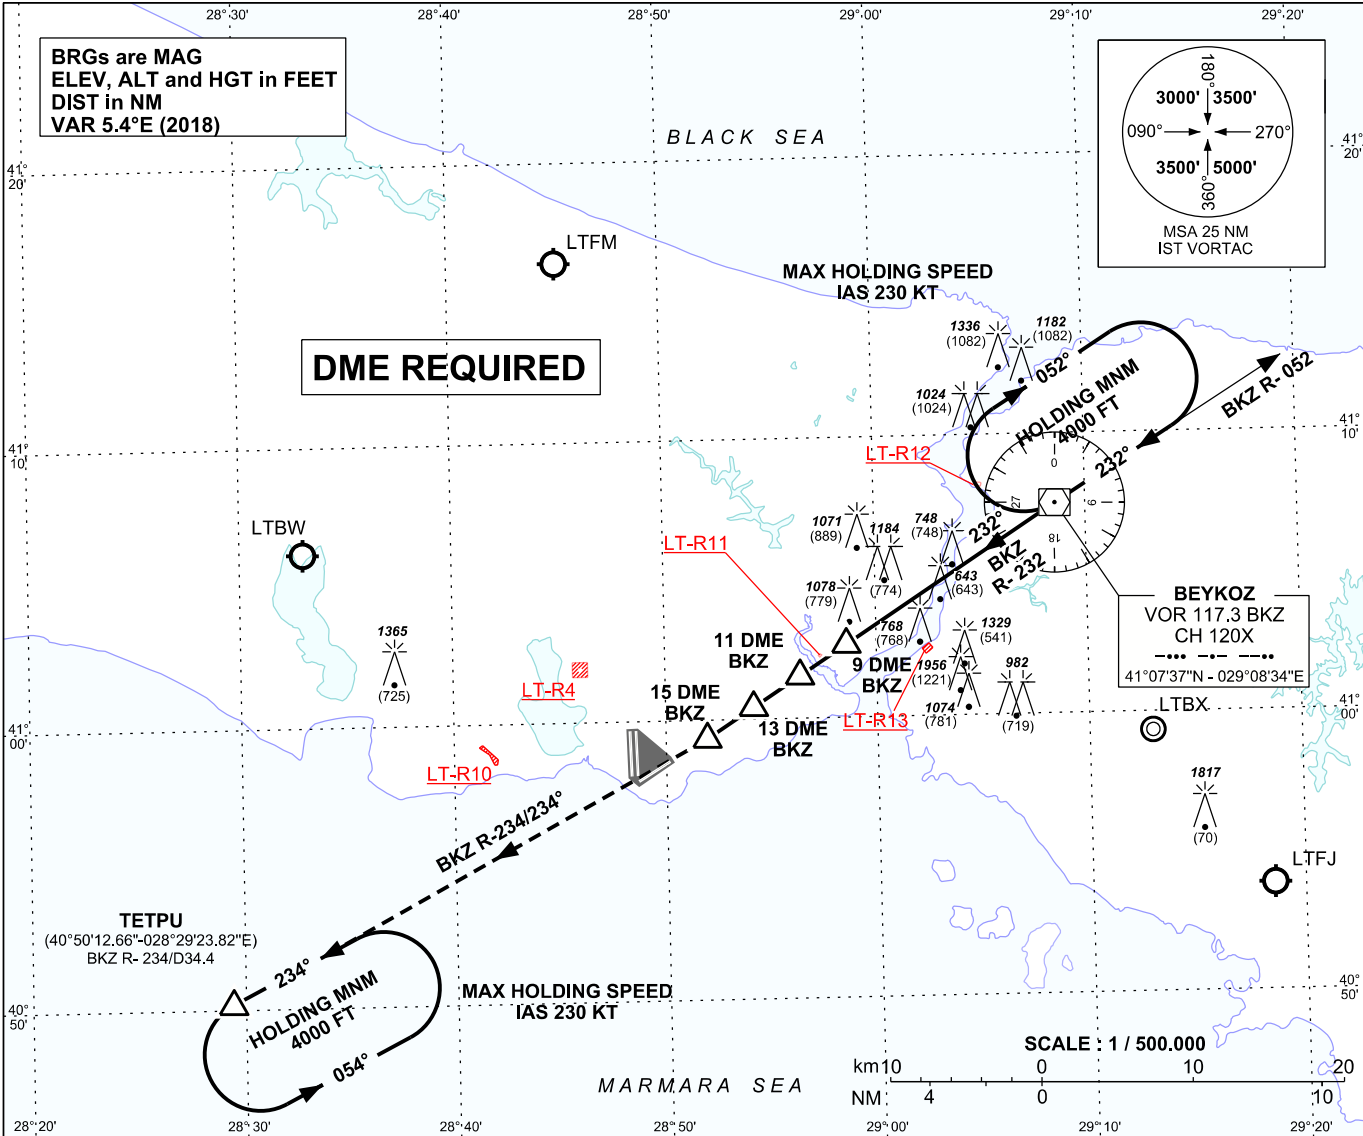 28°30'
28°40'
28°50'
29°00'
29°10'
29°20'
BRGs are MAG
ELEV, ALT and HGT in FEET
DIST in NM
VAR 5.4°E (2018)
BLACK SEA
180°
3000' 3500'
090° 270°
3500' 5000'
360°
MSA 25 NM
IST VORTAC
41°
20'
41°
20'
LTFM
MAX HOLDING SPEED
IAS 230 KT
DME REQUIRED
1336
(1082)
1182
(1082)
1024
(1024)
052°
HOLDING MNM
4000 FT
BKZ R- 052
232°
41°
10'
41°
10'
LT-R12
0
9
18
27
LTBW
1071
(889)
1184
(774)
748
(748)
232°
BKZ
R- 232
LT-R11
1078
(779)
643
(643)
768
(768)
1329
(541)
BEYKOZ
VOR 117.3 BKZ
CH 120X
41°07'37"N - 029°08'34"E
1365
(725)
11 DME
BKZ
9 DME
BKZ
1956
(1221)
982
(719)
LT-R4
15 DME
BKZ
13 DME
BKZ
LT-R13
1074
(781)
LTBX
41°
00'
41°
00'
LT-R10
1817
(70)
BKZ R-234/234°
LTFJ
TETPU
(40°50'12.66"-028°29'23.82"E)
BKZ R- 234/D34.4
234°
HOLDING MNM
4000 FT
054°
MAX HOLDING SPEED
IAS 230 KT
40°
50'
40°
50'
SCALE : 1 / 500.000
km10 0 10 20
NM 4 0 10
MARMARA SEA
28°20'
28°30'
28°40'
28°50'
29°00'
29°10'
29°20'